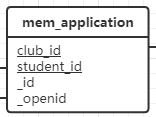 mem_application
club_id
student_id
_id
_openid